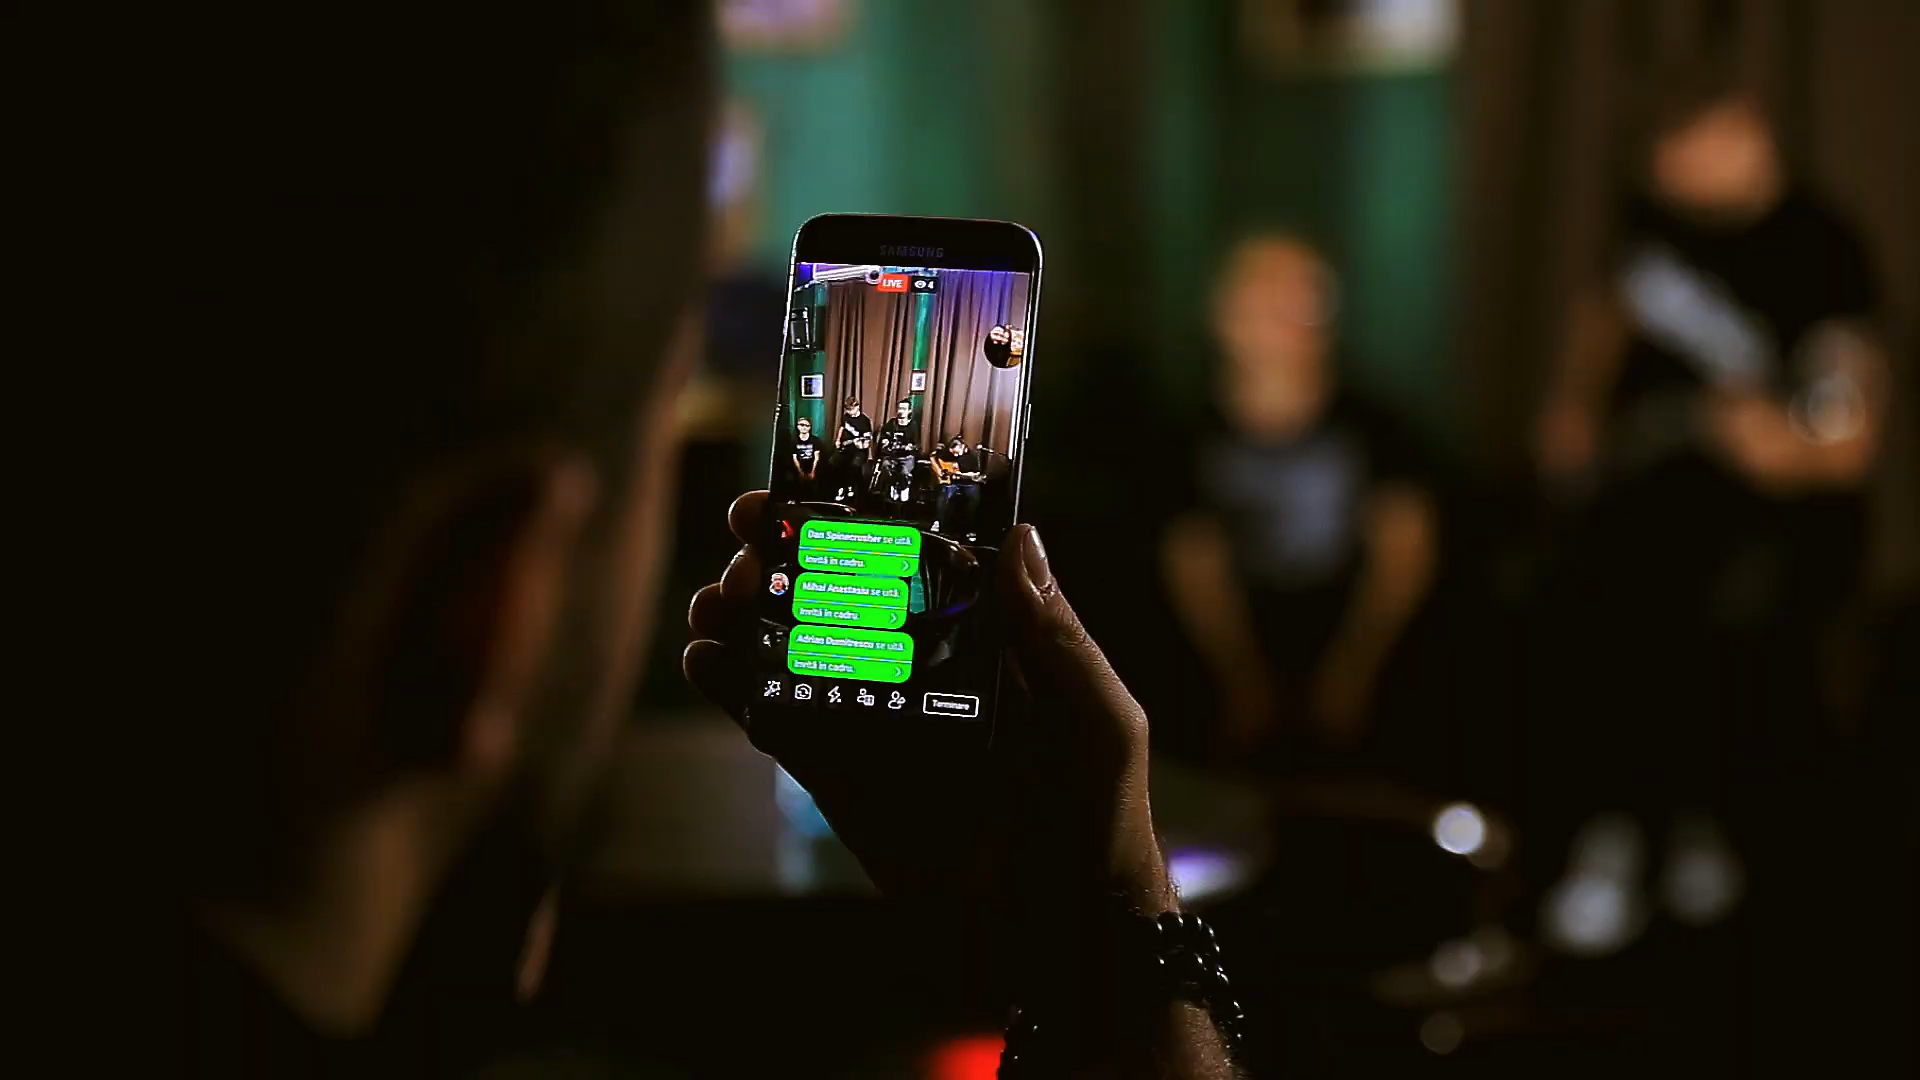 SAMSUNG
LIVE 4
Dan Spinecrusher se uită.
Invită în cadru.
Mihai Anastasiu se uită.
Invită în cadru.
Adrian Dumitrescu se uită.
Invită în cadru.
Terminare